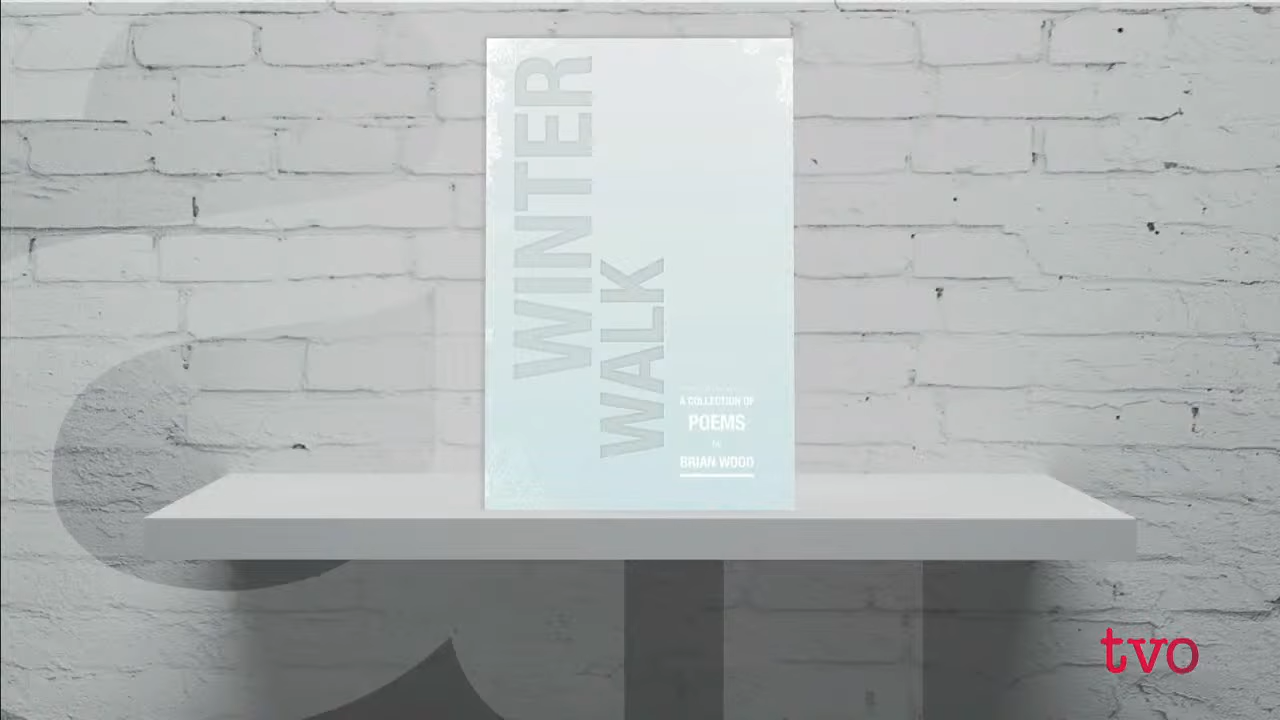 WINTER
WALK
A COLLECTION OF
POEMS
by
BRIAN WOOD
tvo